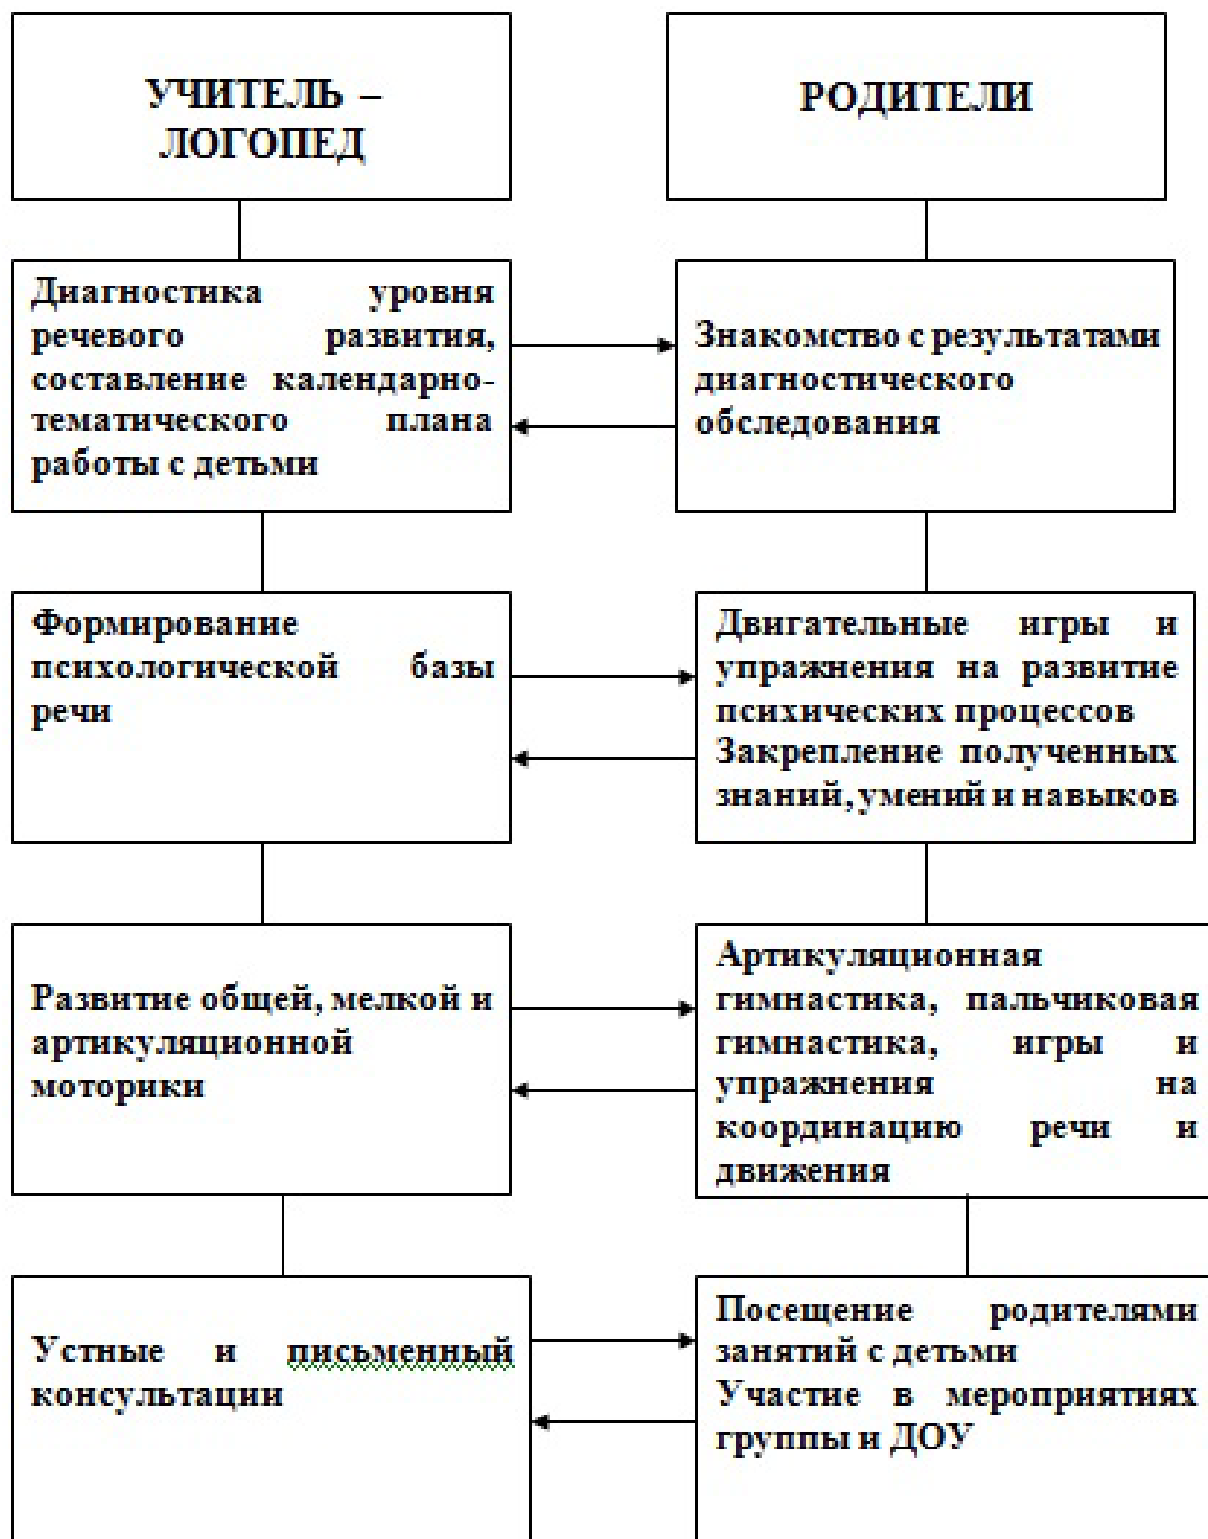 УЧИТЕЛЬ –
ЛОГОПЕД
РОДИТЕЛИ
Диагностика уровня
речевого развития,
составление календарно-
тематического плана
работы с детьми
Знакомство с результатами
диагностического
обследования
Формирование
психологической базы
речи
Двигательные игры и
упражнения на развитие
психических процессов
Закрепление полученных
знаний, умений и навыков
Развитие общей, мелкой и
артикуляционной
моторики
Артикуляционная
гимнастика, пальчиковая
гимнастика, игры и
упражнения на
координацию речи и
движения
Устные и письменный
консультации
Посещение родителями
занятий с детьми
Участие в мероприятиях
группы и ДОУ